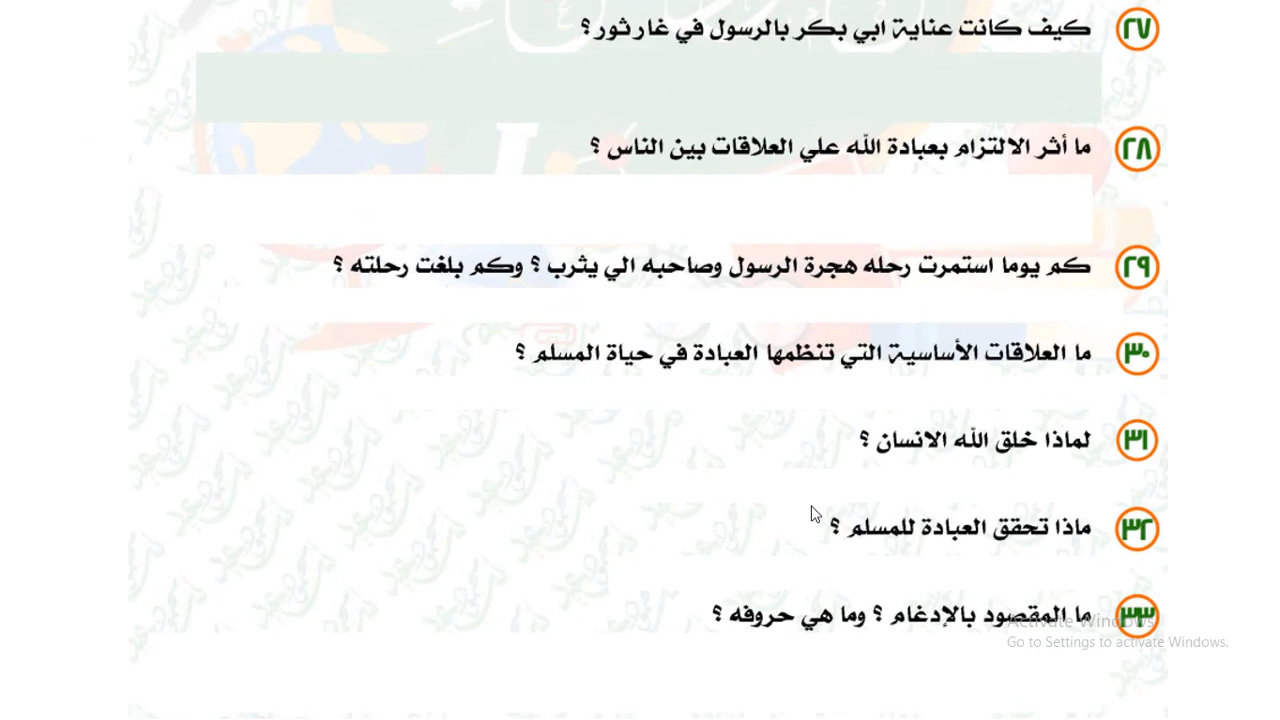 ٢٧ كيف كانت عناية ابي بكر بالرسول في غار ثور؟
٢٨ ما أثر الالتزام بعبادة الله علي العلاقات بين الناس ؟
٢٩ كم يوما استمرت رحله هجرة الرسول وصاحبه الي يثرب ؟ وكم بلغت رحلته ؟
٣٠ ما العلاقات الأساسية التي تنظمها العبادة في حياة المسلم ؟
٣١ لماذا خلق الله الانسان ؟
٣٢ ماذا تحقق العبادة للمسلم ؟
٣٣ ما المقصود بالإدغام ؟ وما هي حروفه ؟
Activate Windows
Go to Settings to activate Windows.